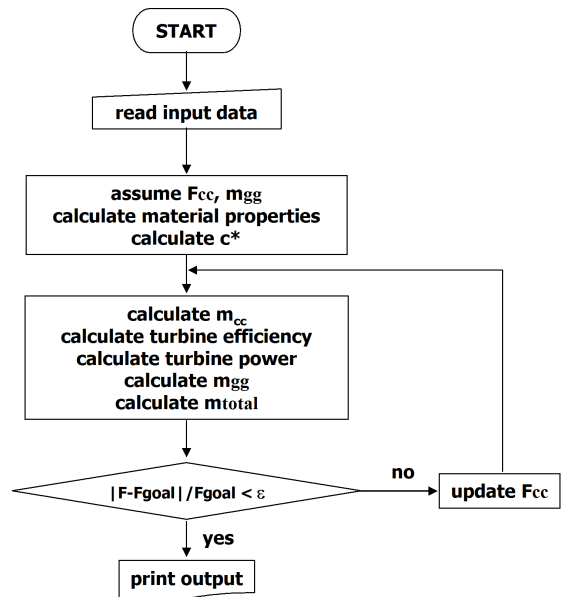 START
read input data
assume Fcc, mgg
calculate material properties
calculate c*
calculate mcc
calculate turbine efficiency
calculate turbine power
calculate mgg
calculate mtotal
|F-Fgoal|/Fgoal < ε
no
update Fcc
yes
print output